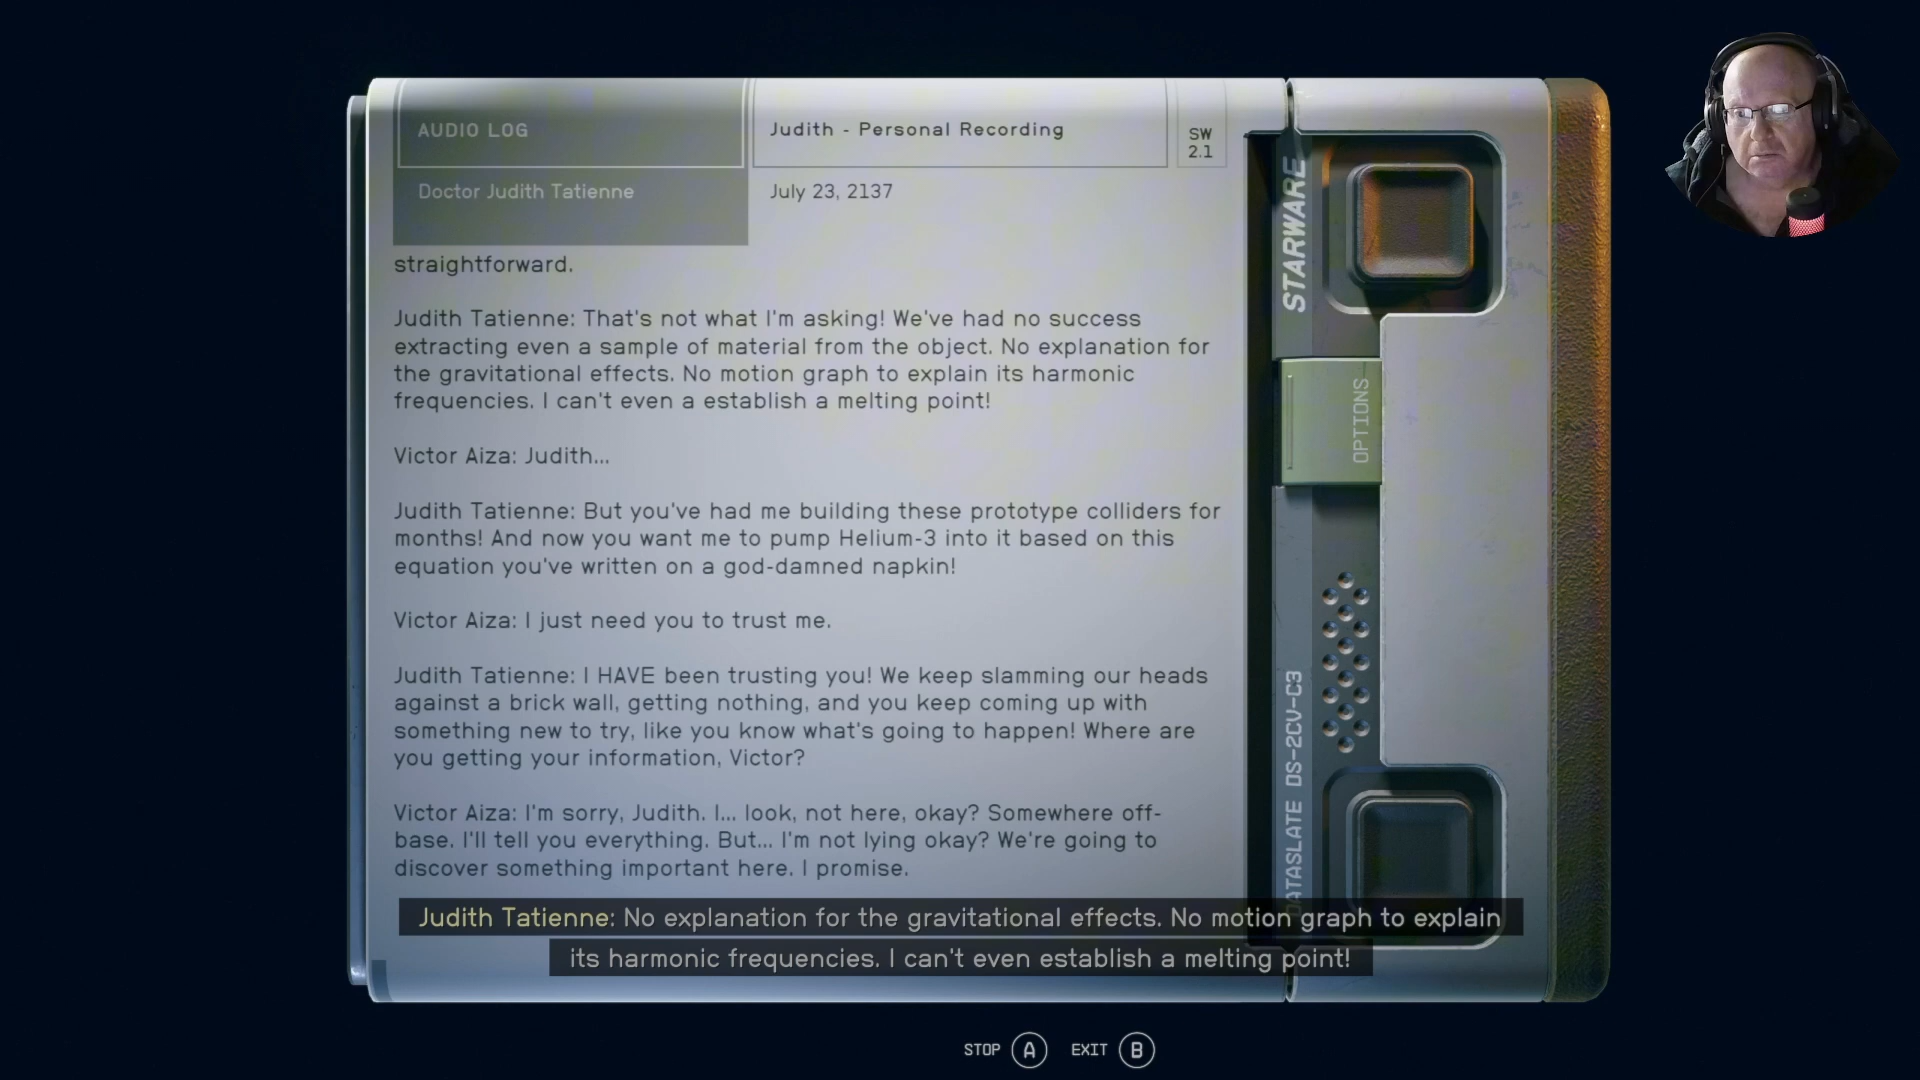 AUDIO LOG
Judith - Personal Recording
SW
2.1
Doctor Judith Tatienne
July 23, 2137
straightforward.
Judith Tatienne: That's not what I'm asking! We've had no success
extracting even a sample of material from the object. No explanation for
the gravitational effects. No motion graph to explain its harmonic
frequencies. I can't even a establish a melting point!
Victor Aiza: Judith...
Judith Tatienne: But you've had me building these prototype colliders for
months! And now you want me to pump Helium-3 into it based on this
equation you've written on a god-damned napkin!
Victor Aiza: I just need you to trust me.
Judith Tatienne: I HAVE been trusting you! We keep slamming our heads
against a brick wall, getting nothing, and you keep coming up with
something new to try, like you know what's going to happen! Where are
you getting your information, Victor?
Victor Aiza: I'm sorry, Judith. I... look, not here, okay? Somewhere off-
base. I'll tell you everything. But... I'm not lying okay? We're going to
discover something important here. I promise.
STARWARE
OPTIONS
DATASLATE DS-2CV-C3
Judith Tatienne: No explanation for the gravitational effects. No motion graph to explain
its harmonic frequencies. I can't even establish a melting point!
STOP A EXIT B